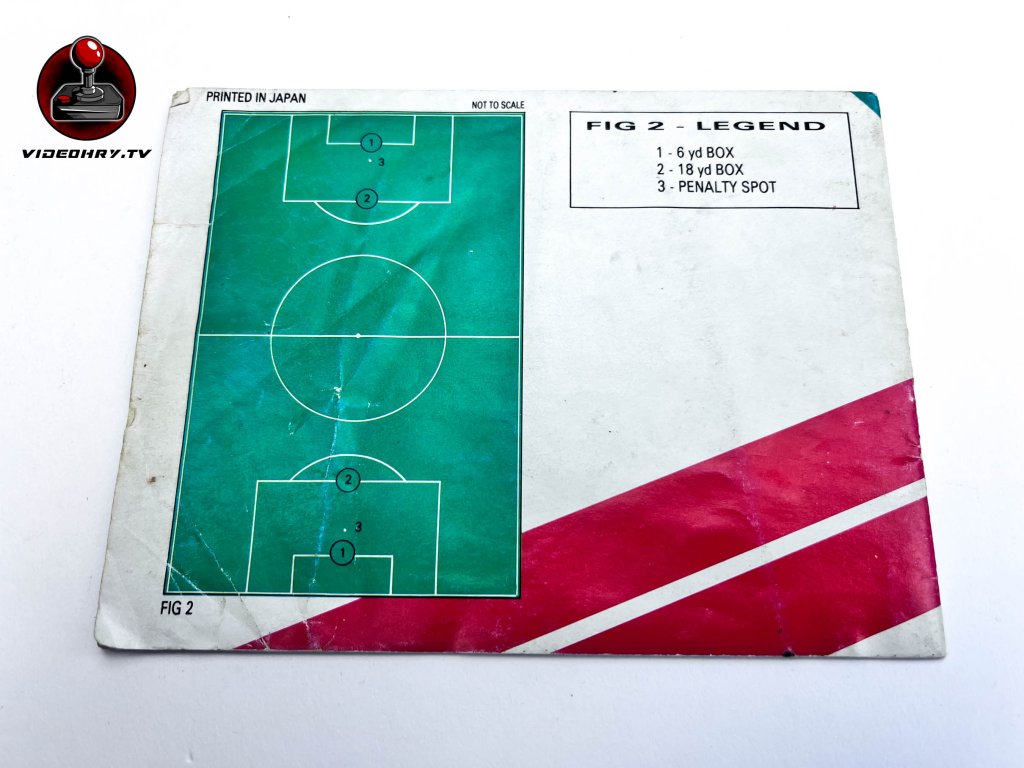 VIDEOHRY.TV
PRINTED IN JAPAN
NOT TO SCALE
1
3
2
2
3
1
FIG 2
FIG 2 - LEGEND
1 - 6 yd BOX
2 - 18 yd BOX
3 - PENALTY SPOT